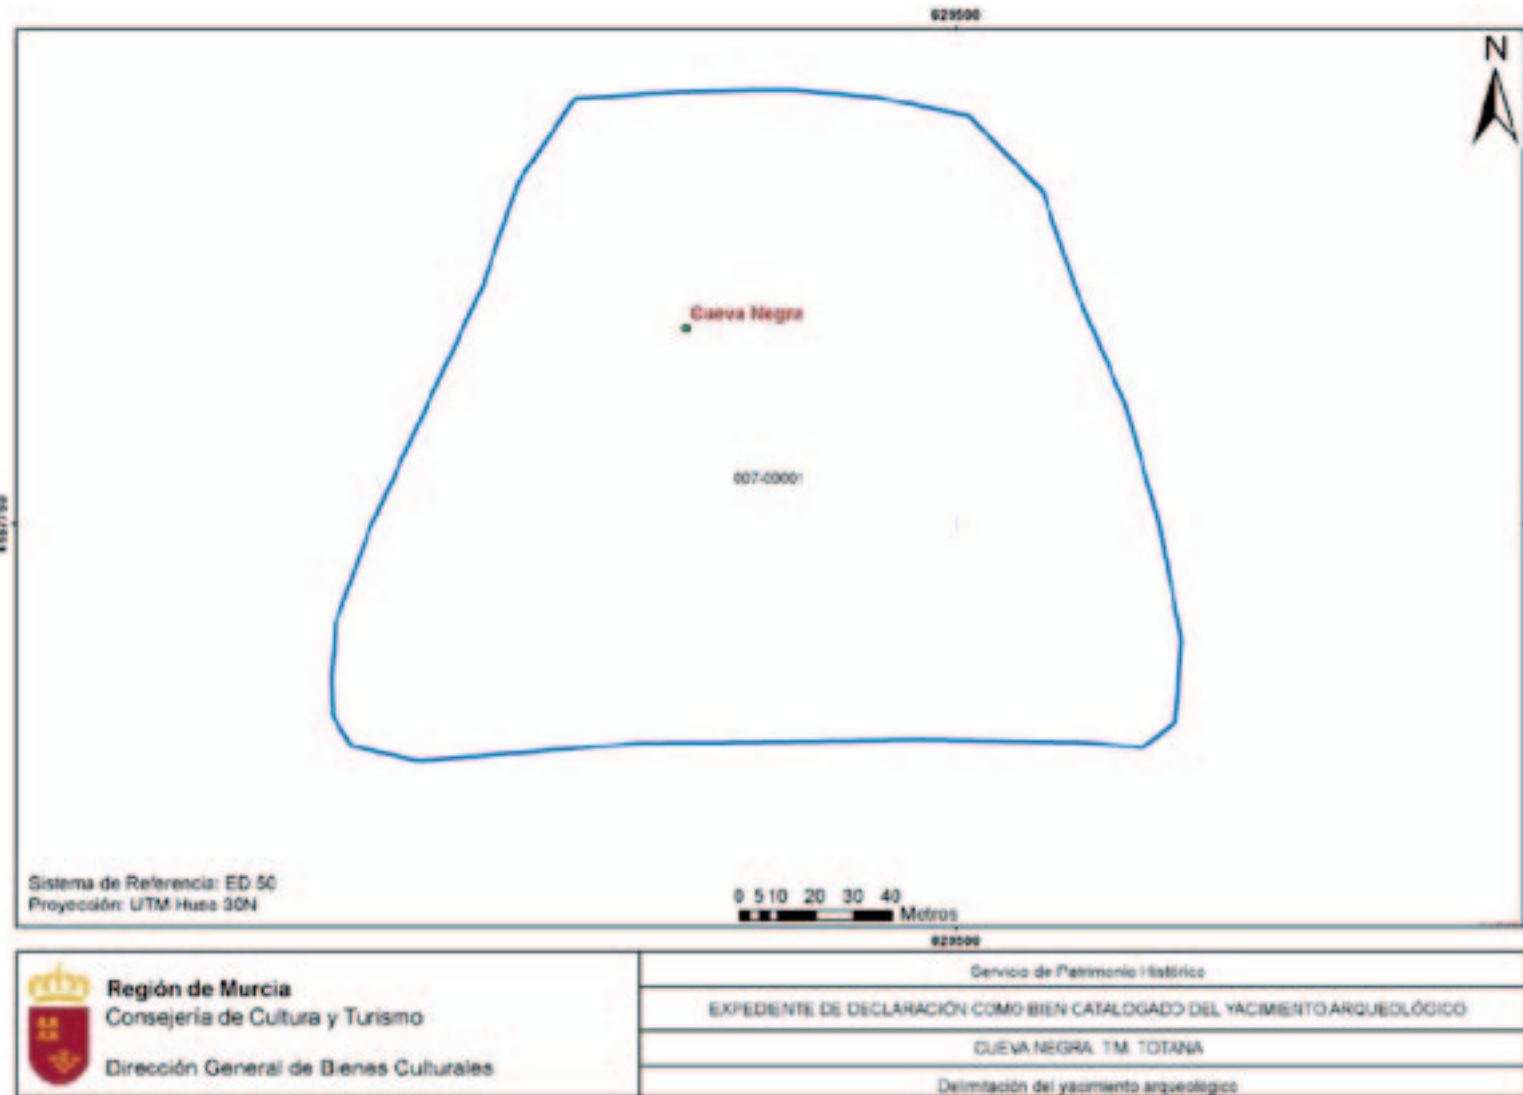 629500
N
Cueva Negra
007-00001
Sistema de Referencia: ED 50
Proyección: UTM Huso 30N
0 5 10 20 30 40
Metros
629500
Región de Murcia
Consejería de Cultura y Turismo
Dirección General de Bienes Culturales
Servicio de Patrimonio Histórico
EXPEDIENTE DE DECLARACIÓN COMO BIEN CATALOGADO DEL YACIMIENTO ARQUEOLÓGICO
CUEVA NEGRA. T.M. TOTANA
Delimitación del yacimiento arqueológico